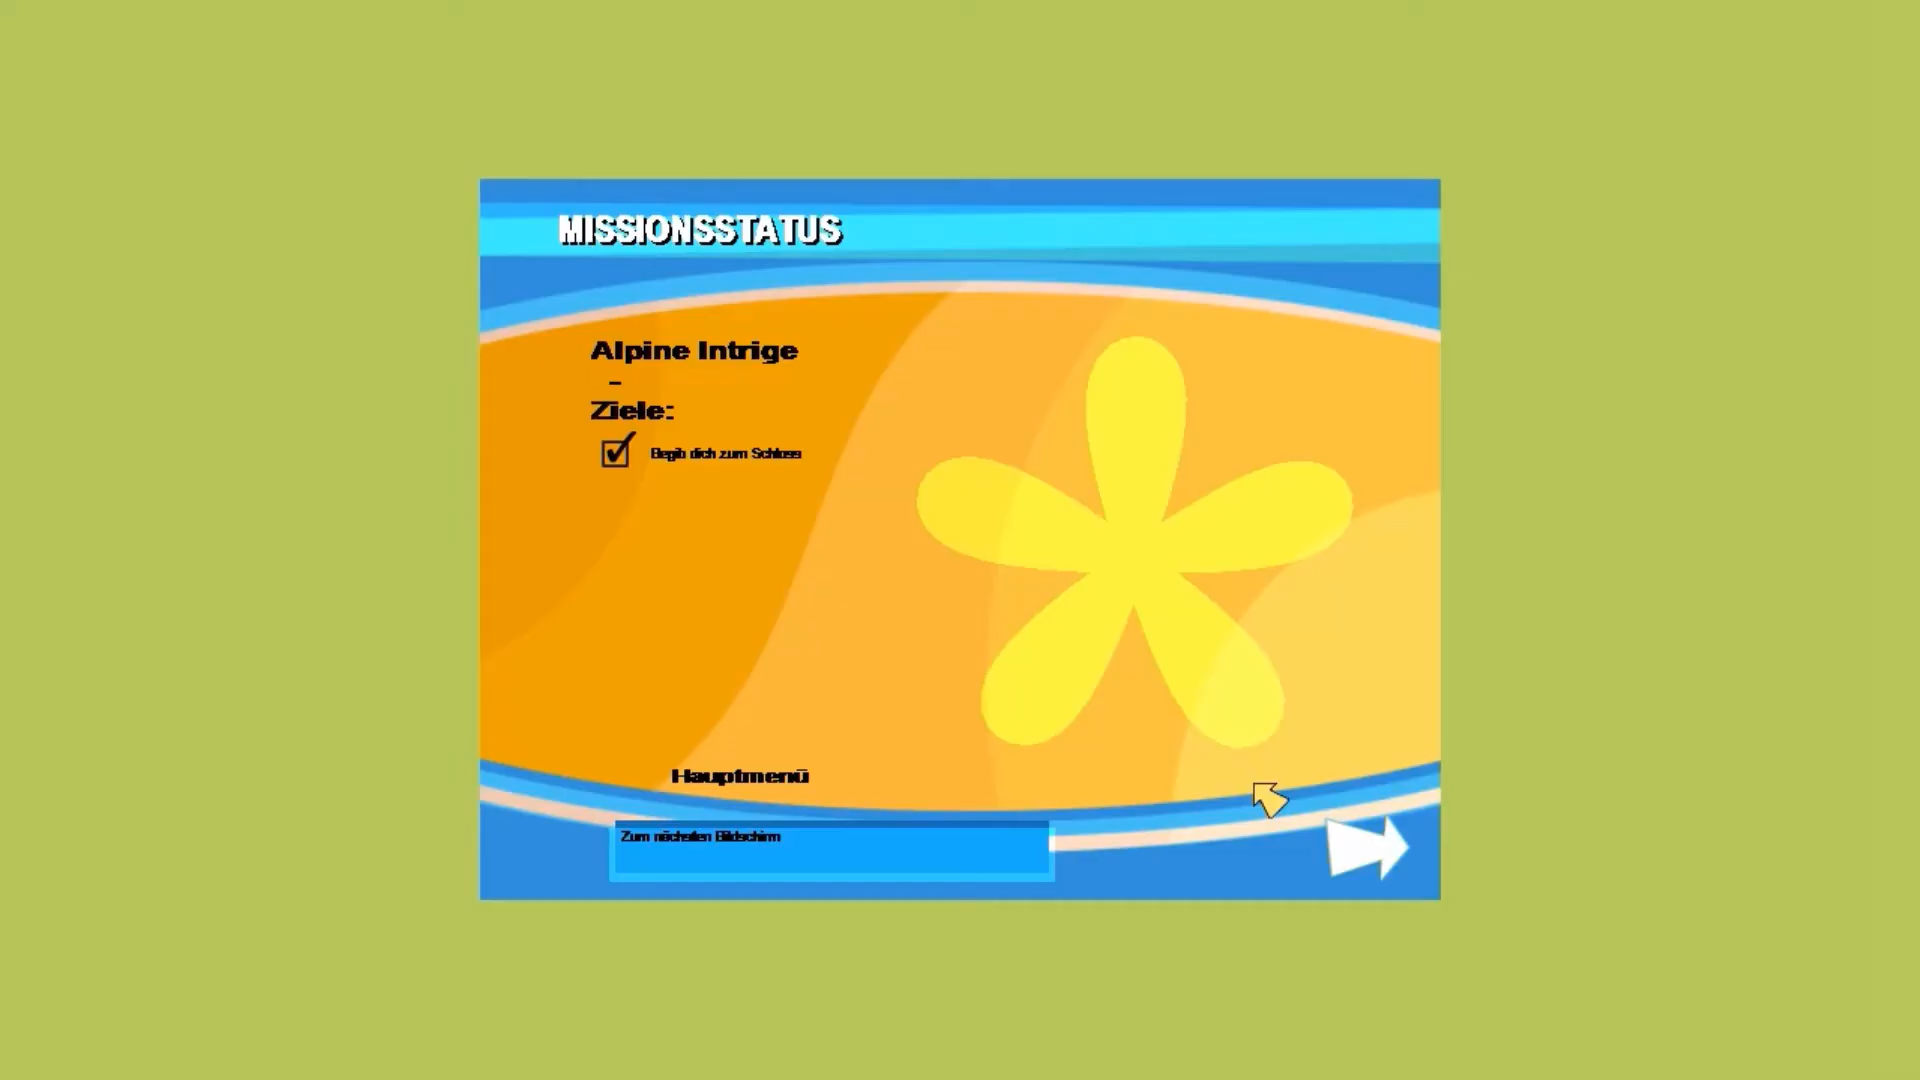 MISSIONSSTATUS
Alpine Intrige
-
Ziele:
Begib dich zum Schloss
Hauptmenü
Zum nächsten Bildschirm